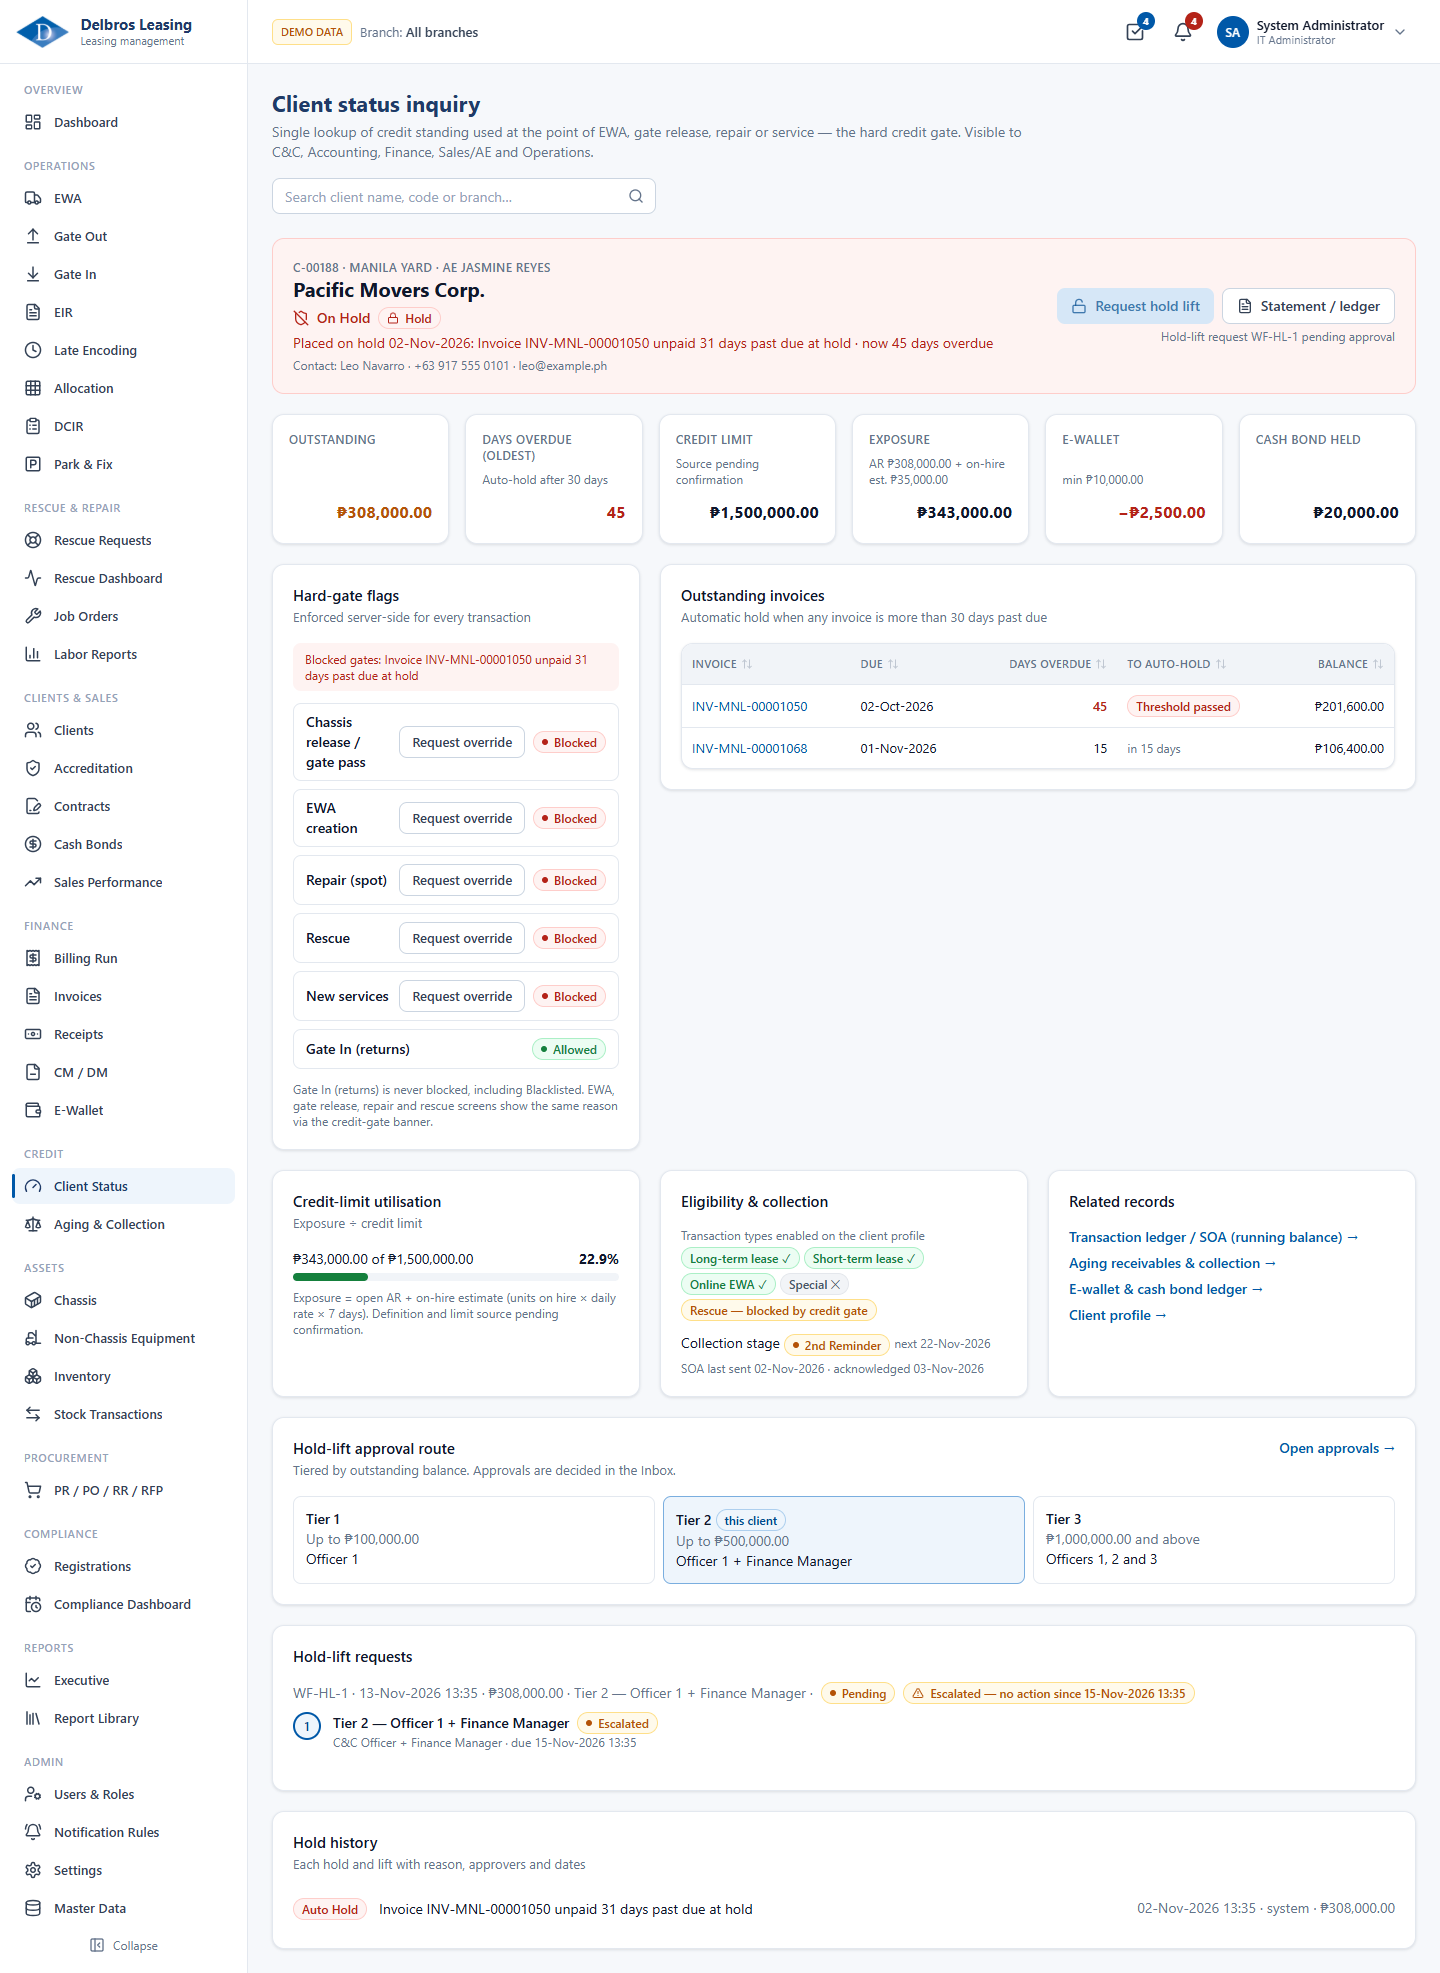 Delbros Leasing
Leasing management
DEMO DATA
Branch: All branches
4
4
SA
System Administrator
IT Administrator
OVERVIEW
Dashboard
OPERATIONS
EWA
Gate Out
Gate In
EIR
Late Encoding
Allocation
DCIR
Park & Fix
RESCUE & REPAIR
Rescue Requests
Rescue Dashboard
Job Orders
Labor Reports
CLIENTS & SALES
Clients
Accreditation
Contracts
Cash Bonds
Sales Performance
FINANCE
Billing Run
Invoices
Receipts
CM / DM
E-Wallet
CREDIT
Client Status
Aging & Collection
ASSETS
Chassis
Non-Chassis Equipment
Inventory
Stock Transactions
PROCUREMENT
PR / PO / RR / RFP
COMPLIANCE
Registrations
Compliance Dashboard
REPORTS
Executive
Report Library
ADMIN
Users & Roles
Notification Rules
Settings
Master Data
Collapse
Client status inquiry
Single lookup of credit standing used at the point of EWA, gate release, repair or service — the hard credit gate. Visible to
C&C, Accounting, Finance, Sales/AE and Operations.
Search client name, code or branch...
C-00188 · MANILA YARD · AE JASMINE REYES
Pacific Movers Corp.
On Hold Hold
Placed on hold 02-Nov-2026: Invoice INV-MNL-00001050 unpaid 31 days past due at hold · now 45 days overdue
Contact: Leo Navarro · +63 917 555 0101 · leo@example.ph
Request hold lift
Statement / ledger
Hold-lift request WF-HL-1 pending approval
OUTSTANDING
₱308,000.00
DAYS OVERDUE
(OLDEST)
Auto-hold after 30 days
45
CREDIT LIMIT
Source pending
confirmation
₱1,500,000.00
EXPOSURE
AR ₱308,000.00 + on-hire
est. ₱35,000.00
₱343,000.00
E-WALLET
min ₱10,000.00
−₱2,500.00
CASH BOND HELD
₱20,000.00
Hard-gate flags
Enforced server-side for every transaction
Blocked gates: Invoice INV-MNL-00001050 unpaid 31
days past due at hold
Chassis
release /
gate pass
Request override
Blocked
EWA
creation
Request override
Blocked
Repair (spot)
Request override
Blocked
Rescue
Request override
Blocked
New services
Request override
Blocked
Gate In (returns)
Allowed
Gate In (returns) is never blocked, including Blacklisted. EWA,
gate release, repair and rescue screens show the same reason
via the credit-gate banner.
Outstanding invoices
Automatic hold when any invoice is more than 30 days past due
INVOICE DUE DAYS OVERDUE TO AUTO-HOLD BALANCE
INV-MNL-00001050 02-Oct-2026 45 Threshold passed ₱201,600.00
INV-MNL-00001068 01-Nov-2026 15 in 15 days ₱106,400.00
Credit-limit utilisation
Exposure ÷ credit limit
₱343,000.00 of ₱1,500,000.00 22.9%
Exposure = open AR + on-hire estimate (units on hire × daily
rate × 7 days). Definition and limit source pending
confirmation.
Eligibility & collection
Transaction types enabled on the client profile
Long-term lease ✓ Short-term lease ✓
Online EWA ✓ Special ✕
Rescue — blocked by credit gate
Collection stage 2nd Reminder next 22-Nov-2026
SOA last sent 02-Nov-2026 · acknowledged 03-Nov-2026
Related records
Transaction ledger / SOA (running balance) →
Aging receivables & collection →
E-wallet & cash bond ledger →
Client profile →
Hold-lift approval route
Open approvals →
Tiered by outstanding balance. Approvals are decided in the Inbox.
Tier 1
Up to ₱100,000.00
Officer 1
Tier 2 this client
Up to ₱500,000.00
Officer 1 + Finance Manager
Tier 3
₱1,000,000.00 and above
Officers 1, 2 and 3
Hold-lift requests
WF-HL-1 · 13-Nov-2026 13:35 · ₱308,000.00 · Tier 2 — Officer 1 + Finance Manager · Pending Escalated — no action since 15-Nov-2026 13:35
1 Tier 2 — Officer 1 + Finance Manager Escalated
C&C Officer + Finance Manager · due 15-Nov-2026 13:35
Hold history
Each hold and lift with reason, approvers and dates
Auto Hold Invoice INV-MNL-00001050 unpaid 31 days past due at hold 02-Nov-2026 13:35 · system · ₱308,000.00